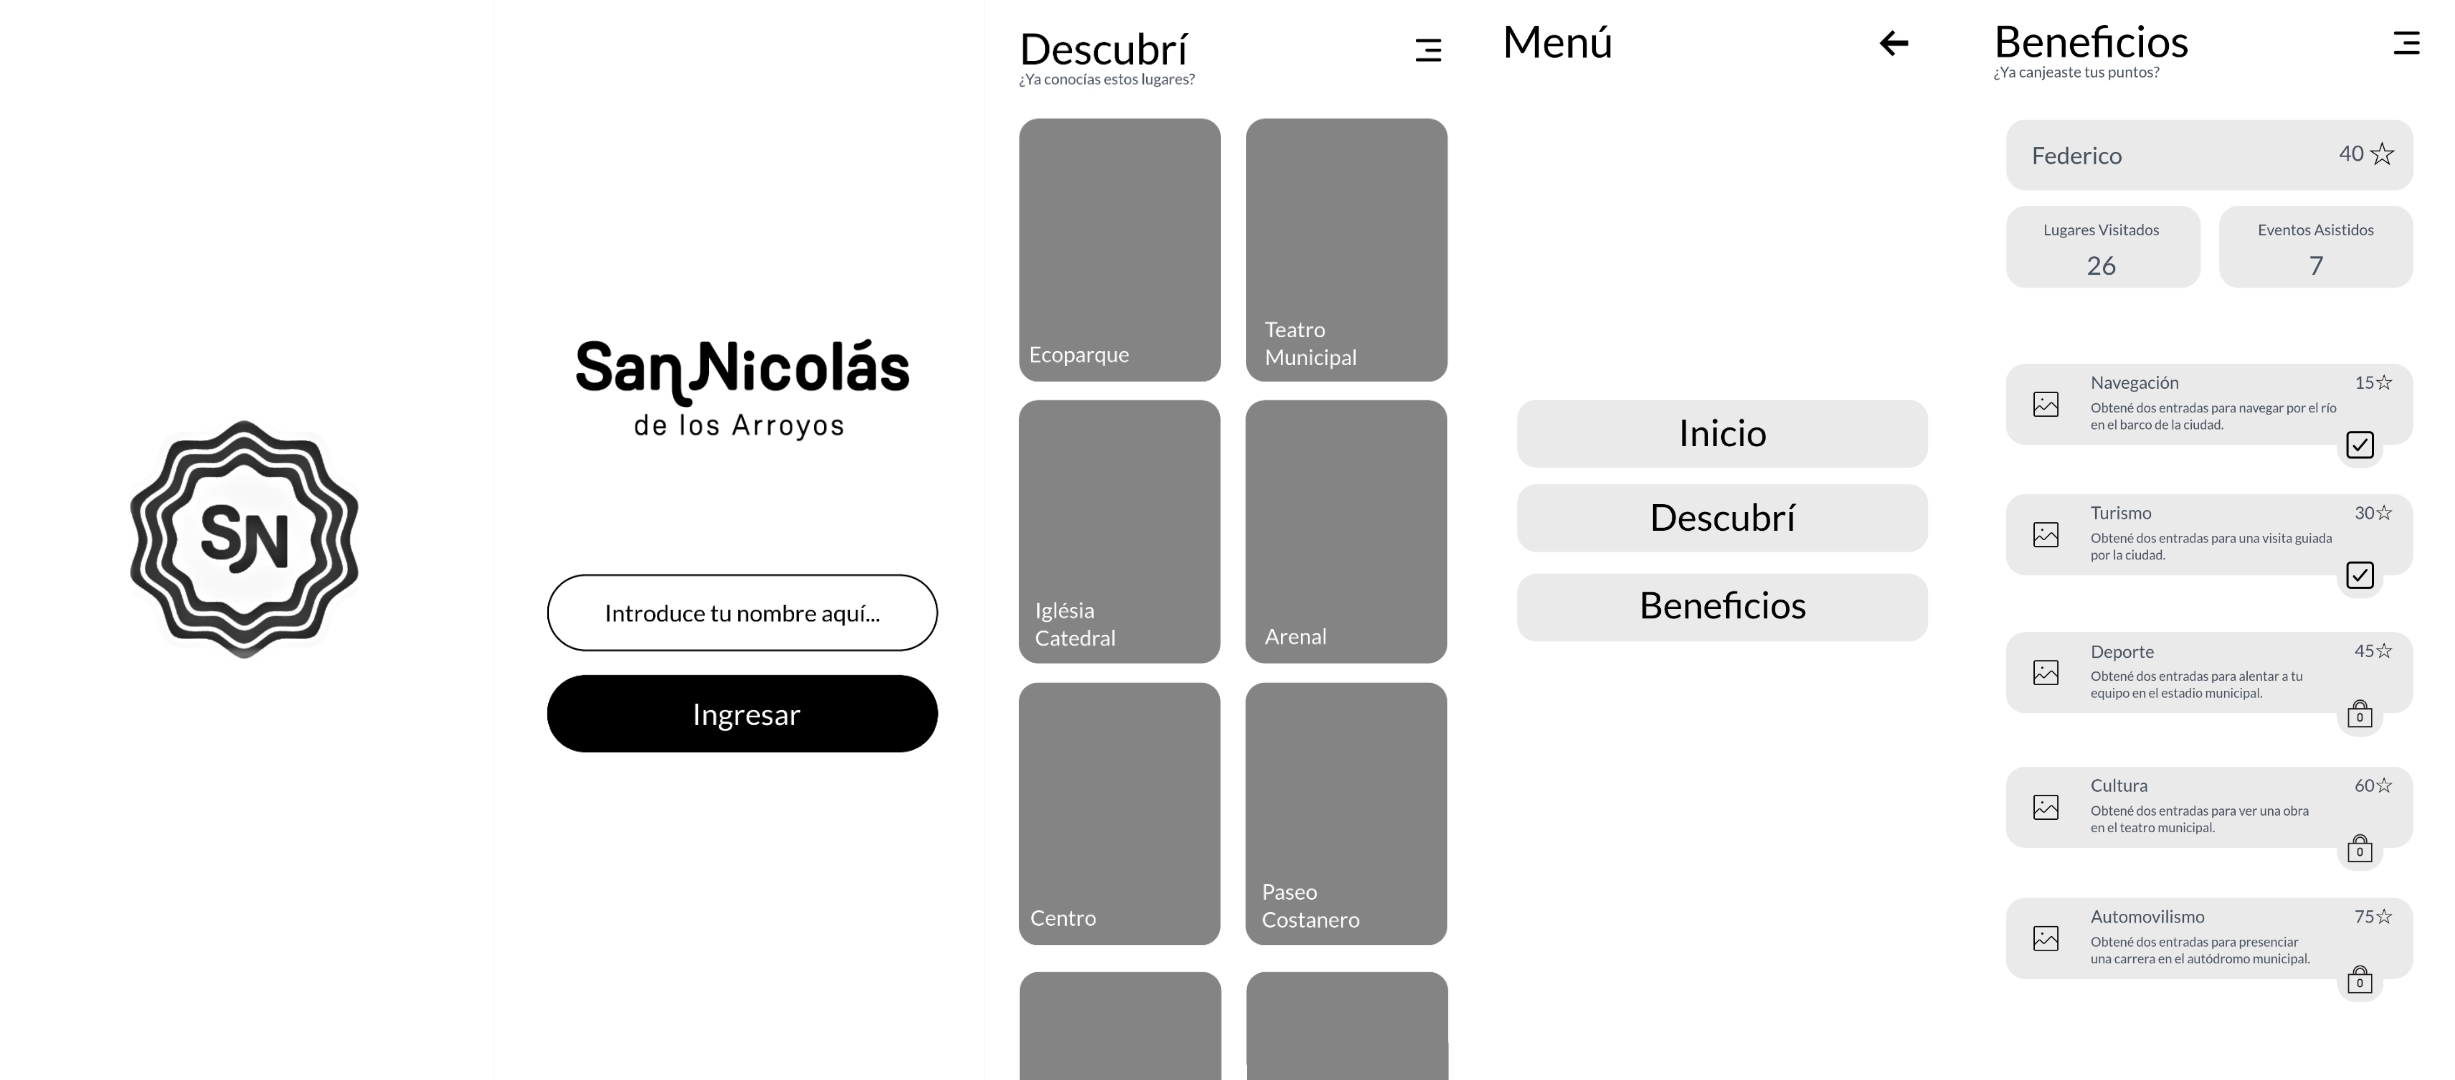 SN
San Nicolás
de los Arroyos
Introduce tu nombre aquí...
Ingresar
Descubrí
¿Ya conocías estos lugares?
Ecoparque
Teatro
Municipal
Iglésia
Catedral
Arenal
Centro
Paseo
Costanero
Menú
Inicio
Descubrí
Beneficios
Beneficios
¿Ya canjeaste tus puntos?
Federico
40
Lugares Visitados
26
Eventos Asistidos
7
Navegación
15
Obtené dos entradas para navegar por el río
en el barco de la ciudad.
Turismo
30
Obtené dos entradas para una visita guiada
por la ciudad.
Deporte
45
Obtené dos entradas para alentar a tu
equipo en el estadio municipal.
Cultura
60
Obtené dos entradas para ver una obra
en el teatro municipal.
Automovilismo
75
Obtené dos entradas para presenciar
una carrera en el autódromo municipal.